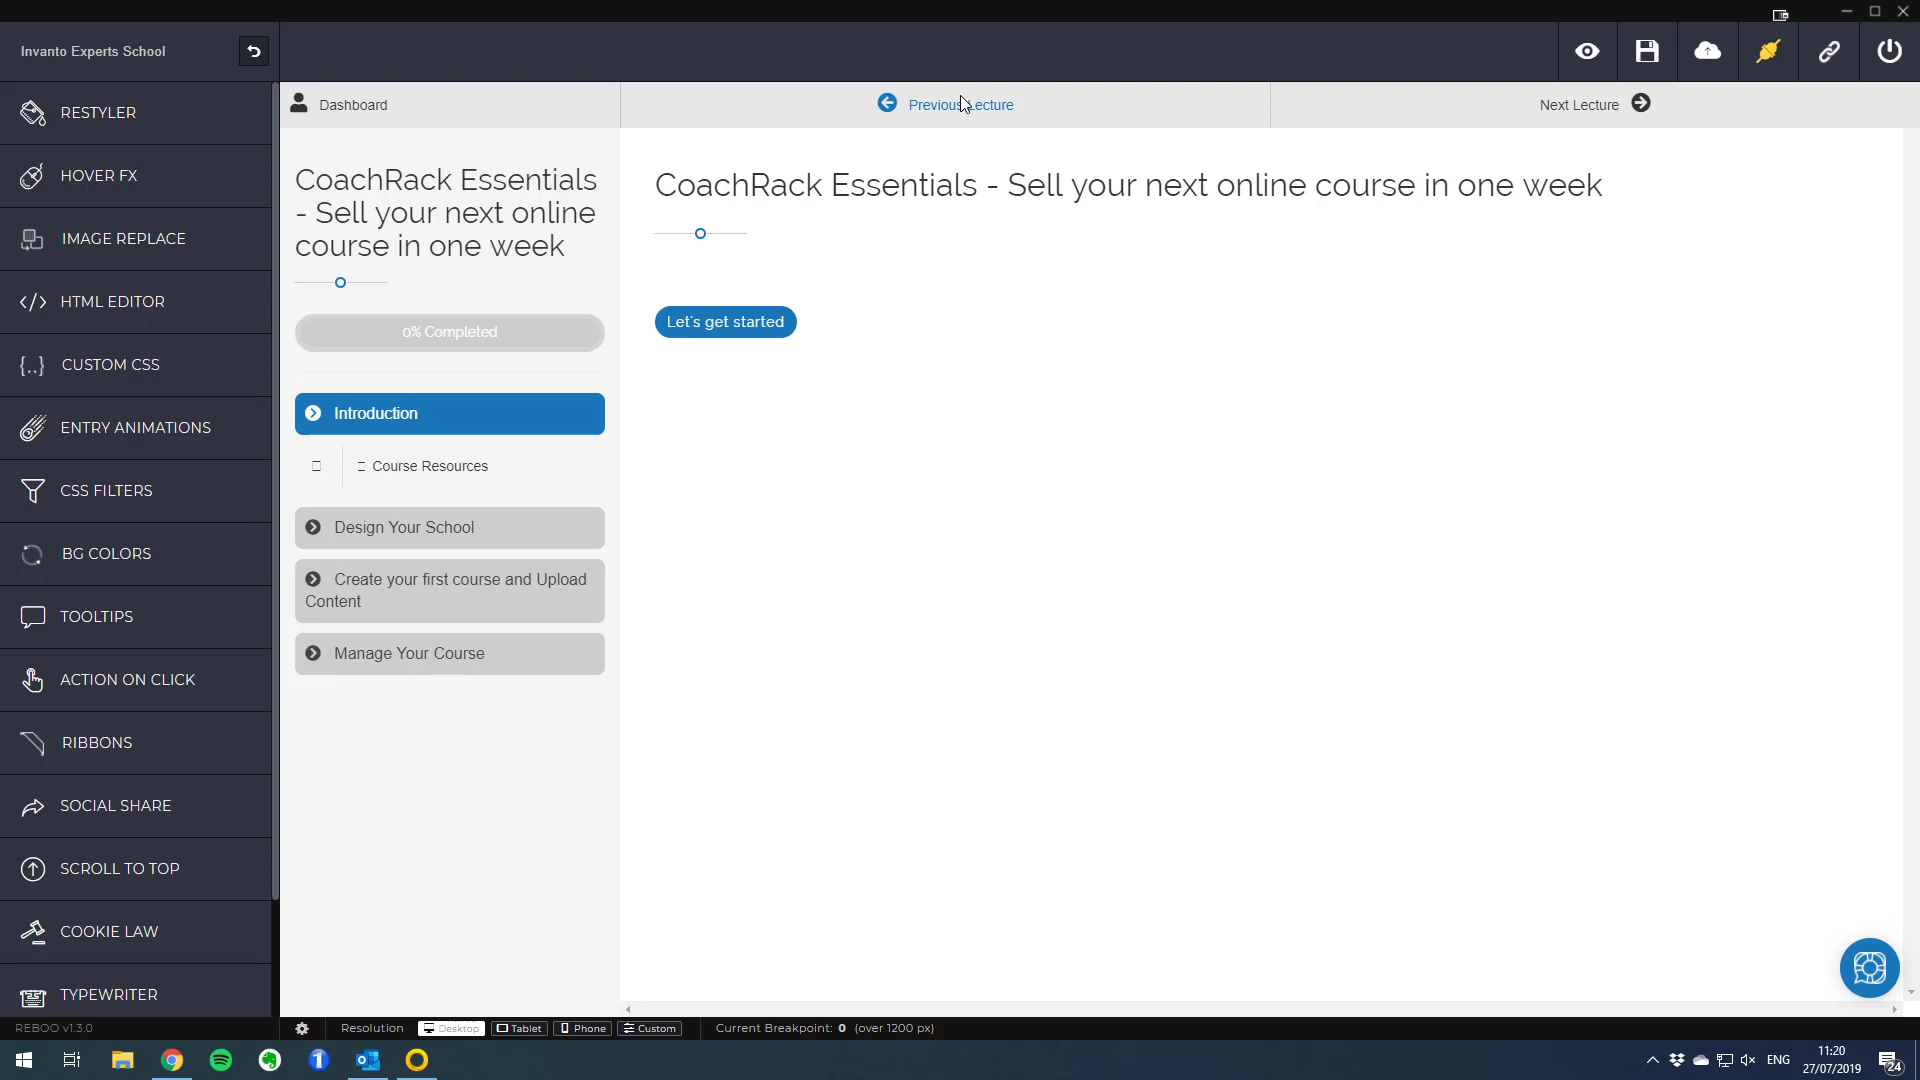 Invanto Experts School
RESTYLER
HOVER FX
IMAGE REPLACE
HTML EDITOR
CUSTOM CSS
ENTRY ANIMATIONS
CSS FILTERS
BG COLORS
TOOLTIPS
ACTION ON CLICK
RIBBONS
SOCIAL SHARE
SCROLL TO TOP
COOKIE LAW
TYPEWRITER
REBOO v1.3.0
Dashboard
Previous Lecture
Next Lecture
CoachRack Essentials
- Sell your next online
course in one week
0% Completed
Introduction
Course Resources
Design Your School
Create your first course and Upload
Content
Manage Your Course
CoachRack Essentials - Sell your next online course in one week
Let's get started
Resolution Desktop Tablet Phone Custom Current Breakpoint: 0 (over 1200 px)
ENG
11:20
27/07/2019
24